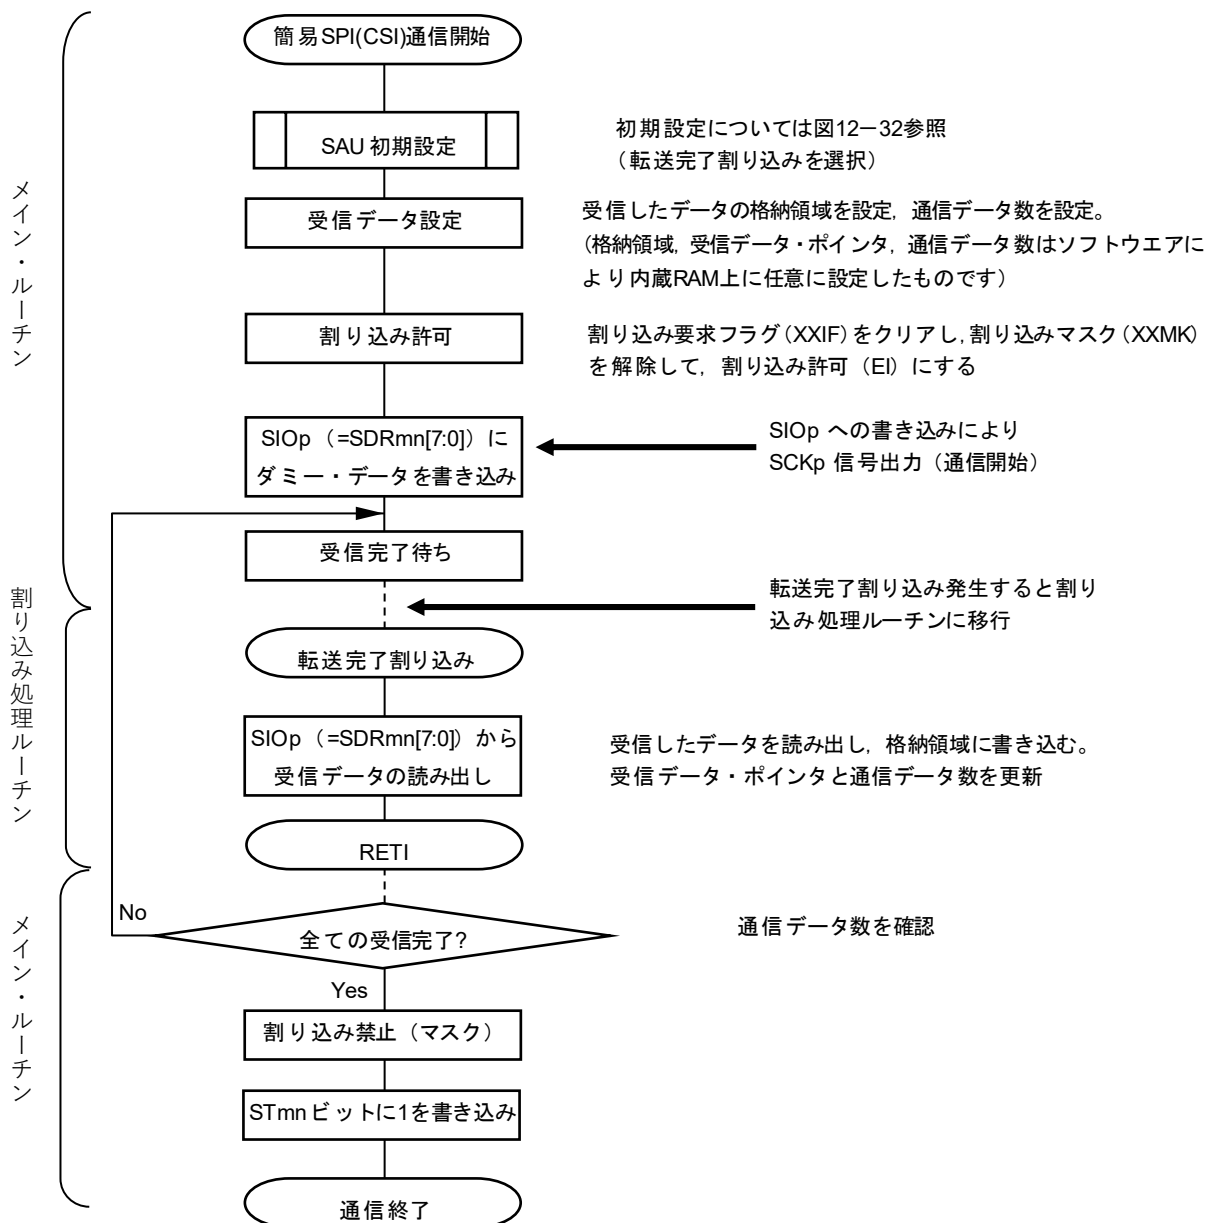 簡易SPI(CSI)通信開始
SAU 初期設定
初期設定については図12－32参照
（転送完了割り込みを選択）
受信データ設定
受信したデータの格納領域を設定，通信データ数を設定。
（格納領域，受信データ・ポインタ，通信データ数はソフトウエアに
より内蔵RAM上に任意に設定したものです）
割り込み許可
割り込み要求フラグ（XXIF）をクリアし，割り込みマスク（XXMK）
を解除して，割り込み許可（EI）にする
SIOp（=SDRmn[7:0]）に
ダミー・データを書き込み
SIOp への書き込みにより
SCKp 信号出力（通信開始）
受信完了待ち
メイン・ルーチン
転送完了割り込み発生すると割り
込み処理ルーチンに移行
転送完了割り込み
SIOp（=SDRmn[7:0]）から
受信データの読み出し
受信したデータを読み出し，格納領域に書き込む。
受信データ・ポインタと通信データ数を更新
RETI
割り込み処理ルーチン
No
全ての受信完了?
通信データ数を確認
Yes
割り込み禁止（マスク）
STmn ビットに1を書き込み
通信終了
メイン・ルーチン